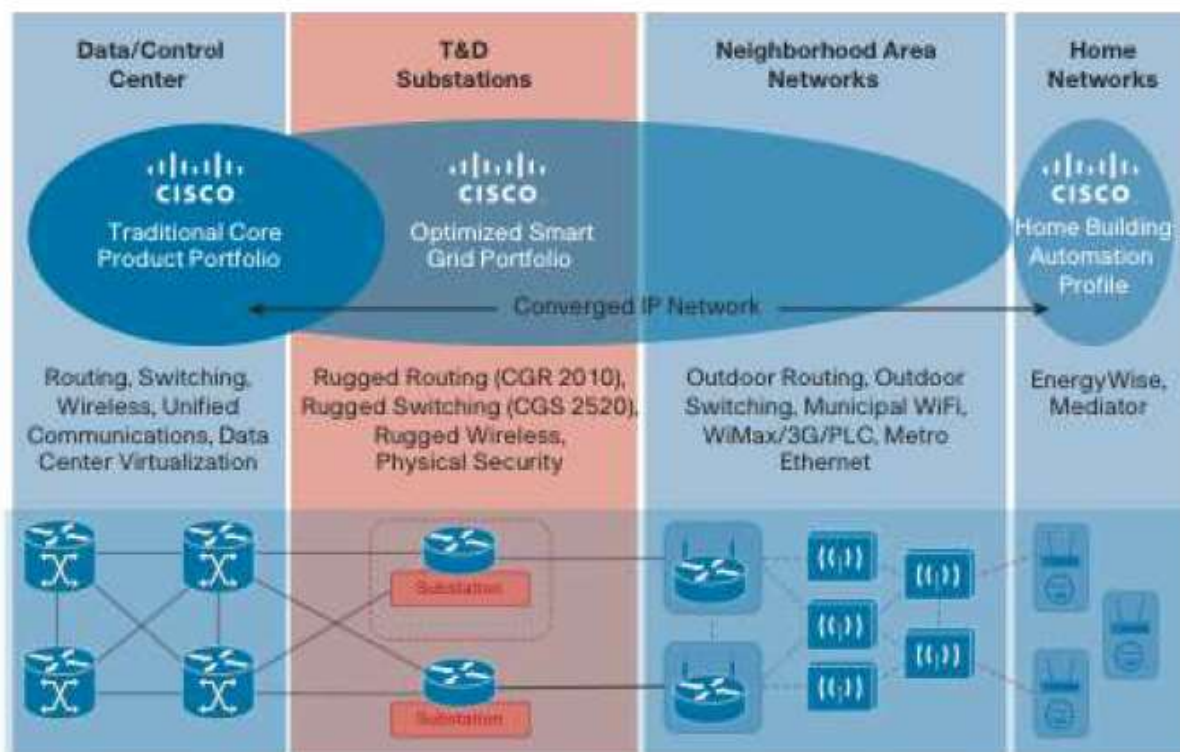 Data/Control
Center
T&D
Substations
Neighborhood Area
Networks
Home
Networks
CISCO
Traditional Core
Product Portfolio
CISCO
Optimized Smart
Grid Portfolio
CISCO
Home Building
Automation
Profile
Converged IP Network
Routing, Switching,
Wireless, Unified
Communications, Data
Center Virtualization
Rugged Routing (CGR 2010),
Rugged Switching (CGS 2520),
Rugged Wireless,
Physical Security
Outdoor Routing, Outdoor
Switching, Municipal WiFi,
WiMax/3G/PLC, Metro
Ethernet
EnergyWise,
Mediator
Substation
Substation